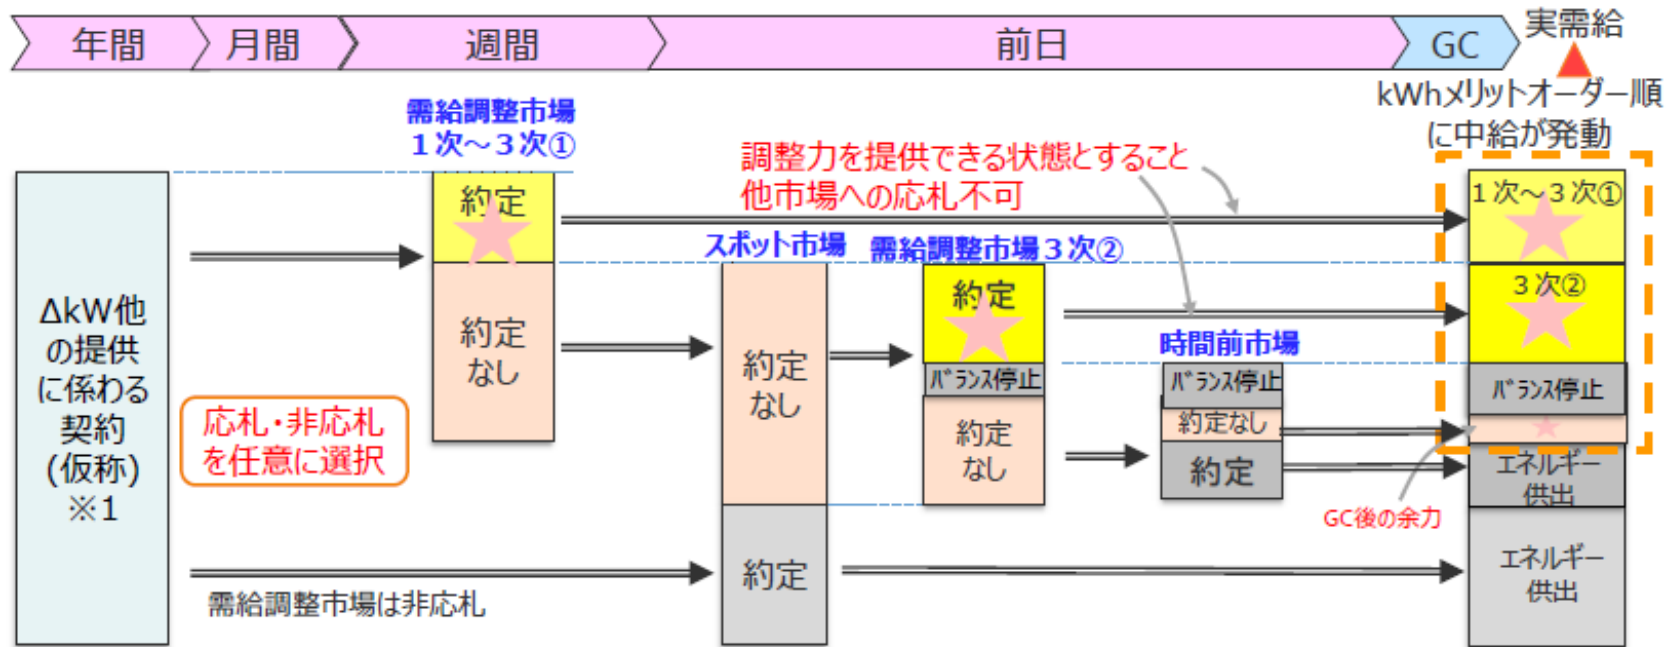 年間
月間
週間
前日
GC
実需給
kWhメリットオーダー順
に中給が発動
需給調整市場
1次～3次①
調整力を提供できる状態とすること
他市場への応札不可
ΔkW他
の提供
に係わる
契約
(仮称)
※1
応札・非応札
を任意に選択
約定
約定
なし
スポット市場
約定
なし
約定
需給調整市場3次②
約定
バランス停止
約定
なし
時間前市場
バランス停止
約定なし
約定
1次～3次①
3次②
バランス停止
エネルギー
供出
エネルギー
供出
GC後の余力
需給調整市場は非応札